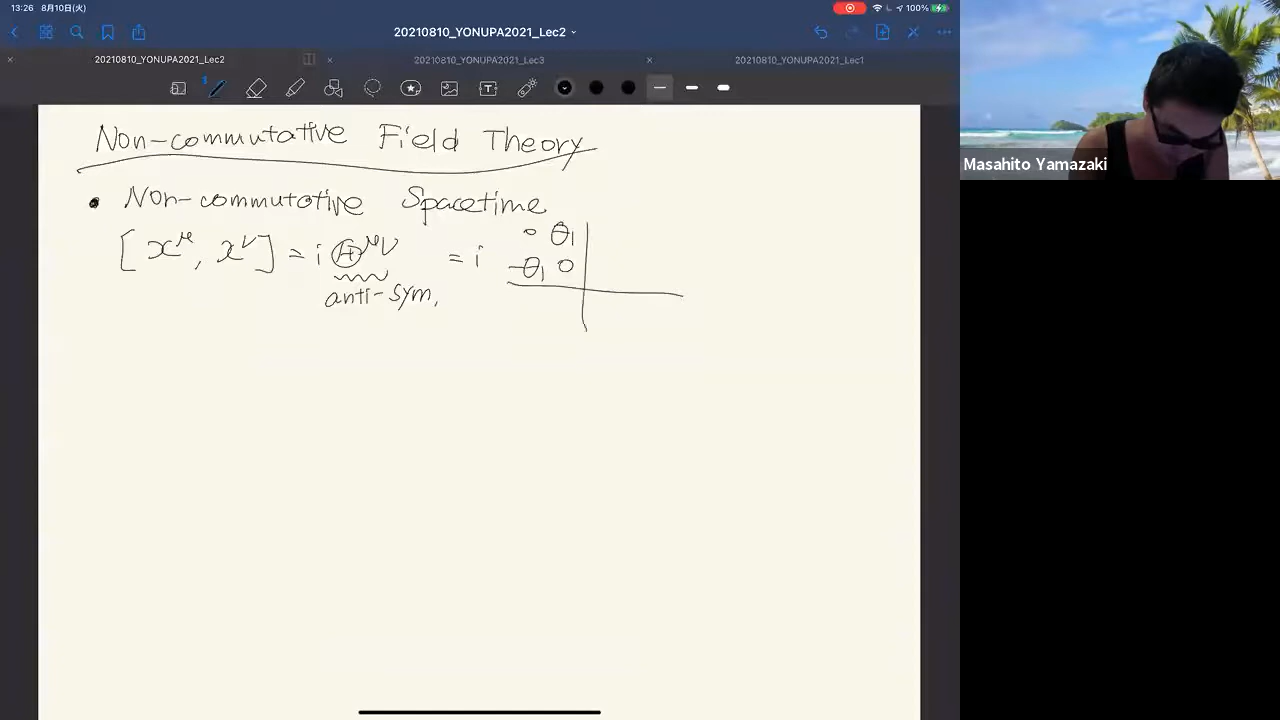 13:26 8月10日(火)
100%
20210810_YONUPA2021_Lec2
20210810_YONUPA2021_Lec2
20210810_YONUPA2021_Lec3
20210810_YONUPA2021_Lec1
Masahito Yamazaki
Non-commutative Field Theory
• Non-commutative Spacetime
[x^μ, x^ν] = i Θ^μν = i
0 θ₁
-θ₁ 0
anti-sym.